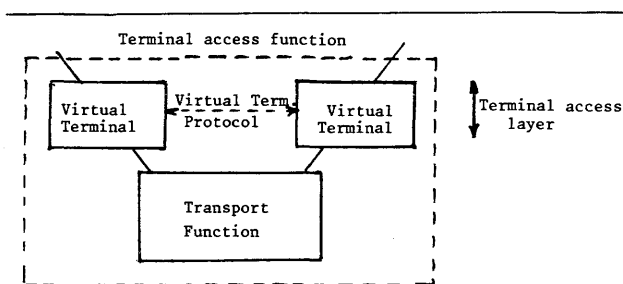 Terminal access function
Virtual Terminal
Virtual Term.
Protocol
Virtual Terminal
Terminal access
layer
Transport
Function